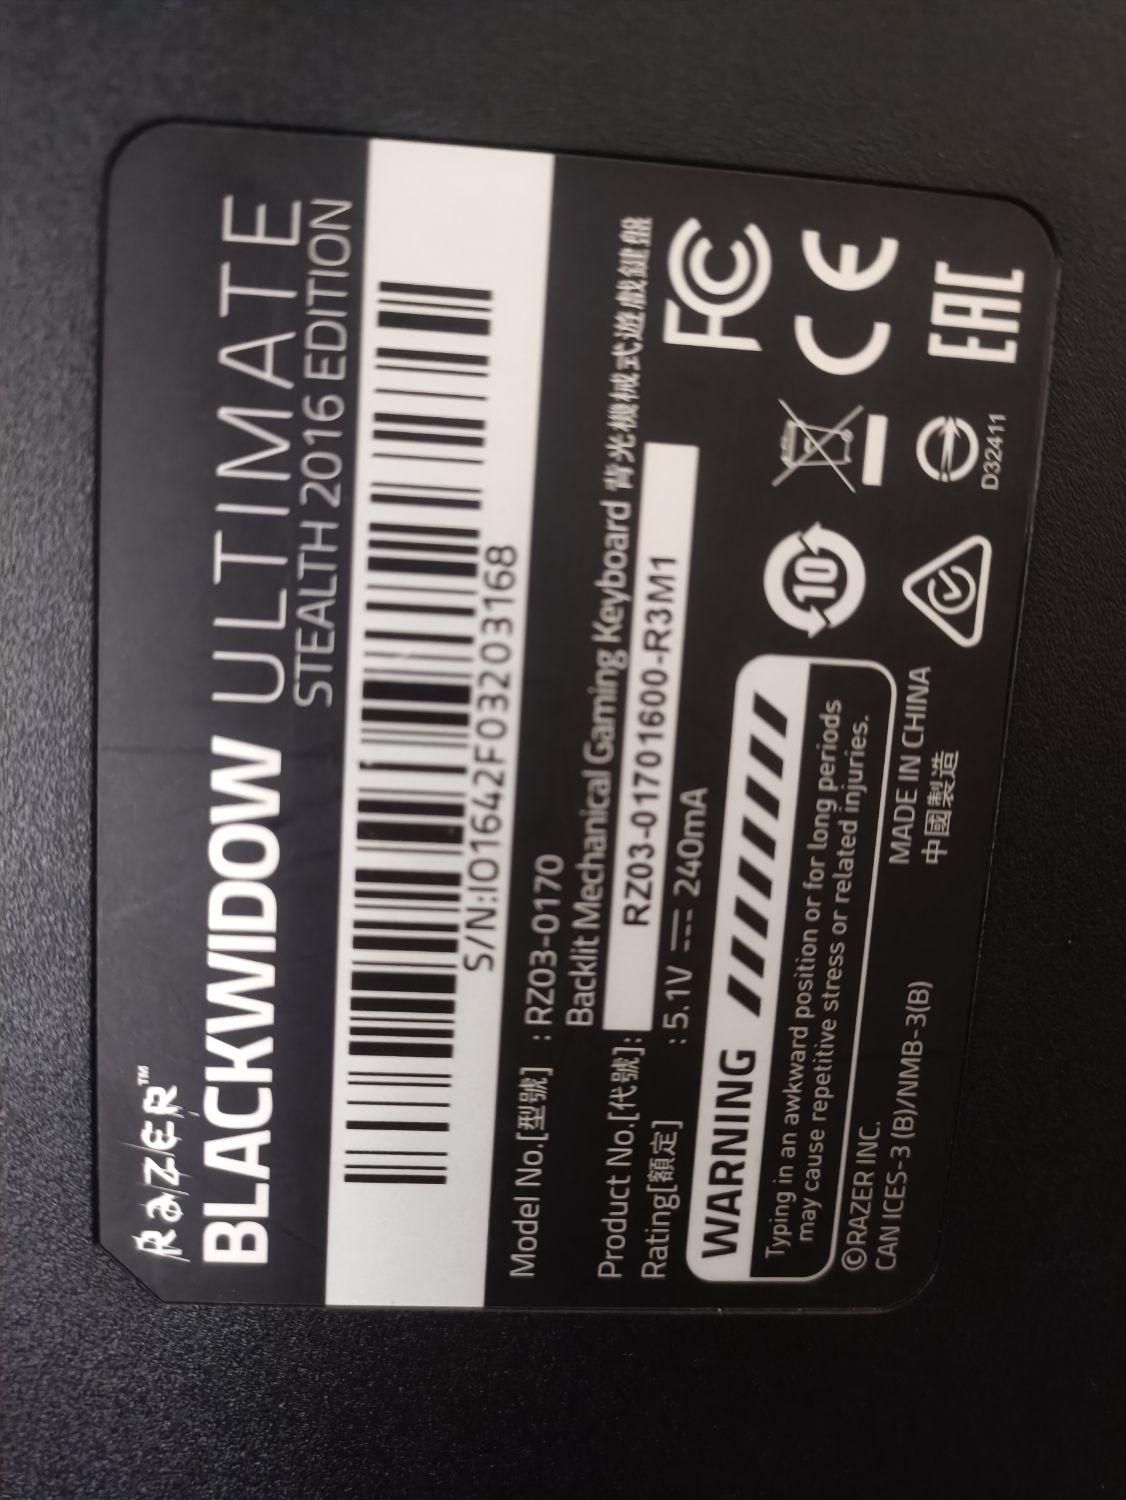 RAZER™
BLACKWIDOW ULTIMATE
STEALTH 2016 EDITION
S/N:IO1642F03203168
Model No.[型號] : RZ03-0170
Backlit Mechanical Gaming Keyboard 背光機械式遊戲鍵盤
Product No.[代號]: RZ03-01701600-R3M1
Rating[額定] : 5.1V ⎓ 240mA
WARNING
Typing in an awkward position or for long periods
may cause repetitive stress or related injuries.
©RAZER INC.
CAN ICES-3 (B)/NMB-3(B)
MADE IN CHINA
中國製造
10
FC
CE
D32411
EAC